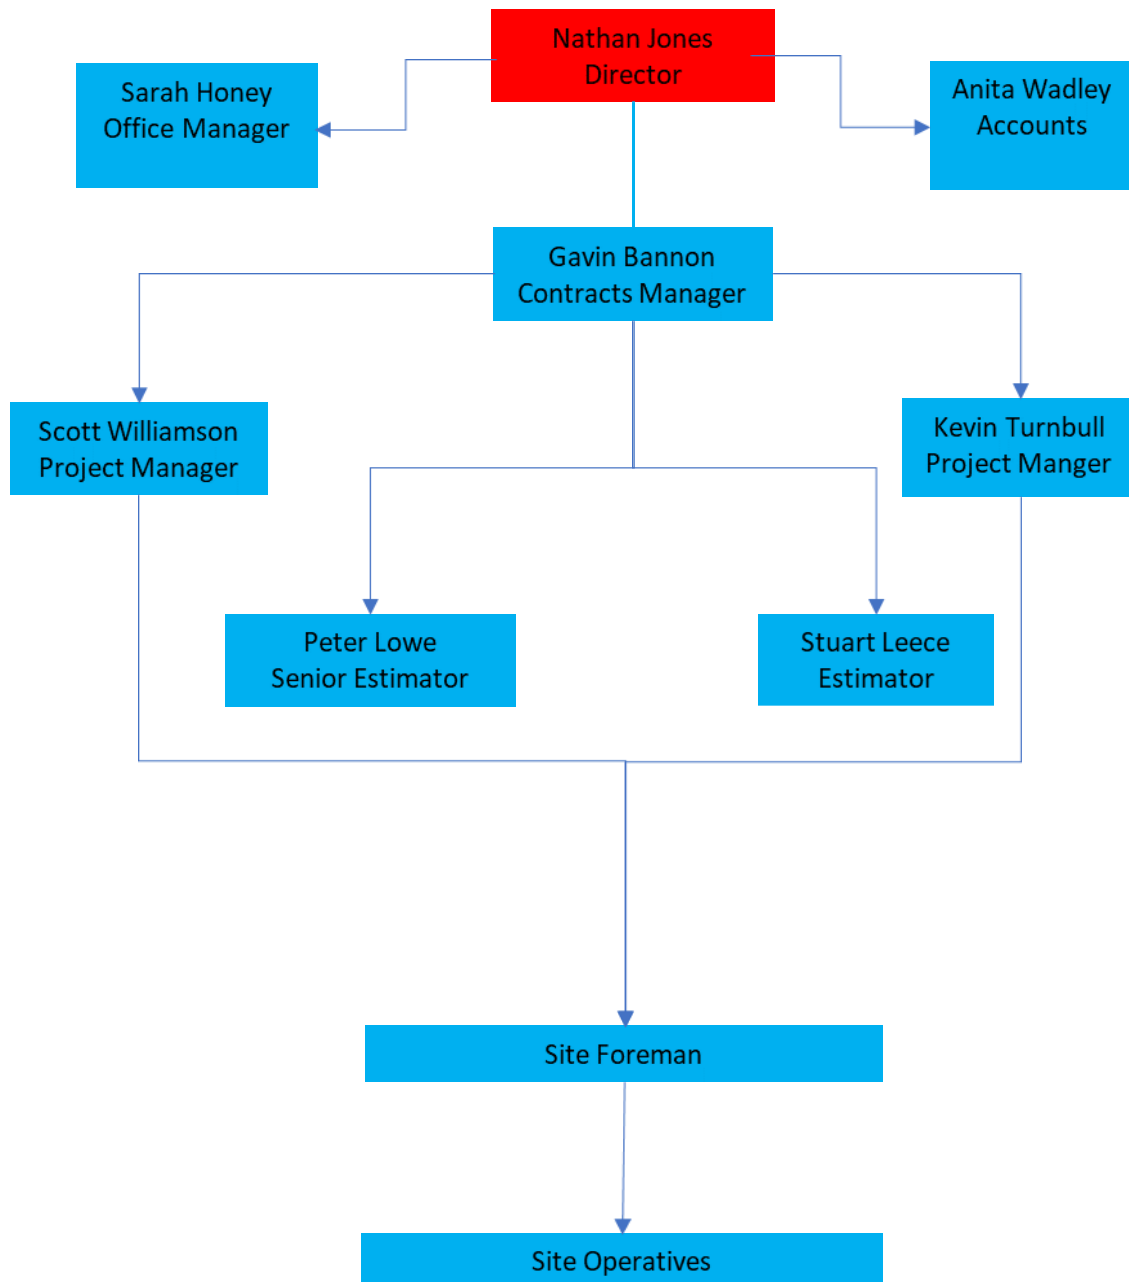 Nathan Jones
Director
Sarah Honey
Office Manager
Anita Wadley
Accounts
Gavin Bannon
Contracts Manager
Scott Williamson
Project Manager
Kevin Turnbull
Project Manger
Peter Lowe
Senior Estimator
Stuart Leece
Estimator
Site Foreman
Site Operatives